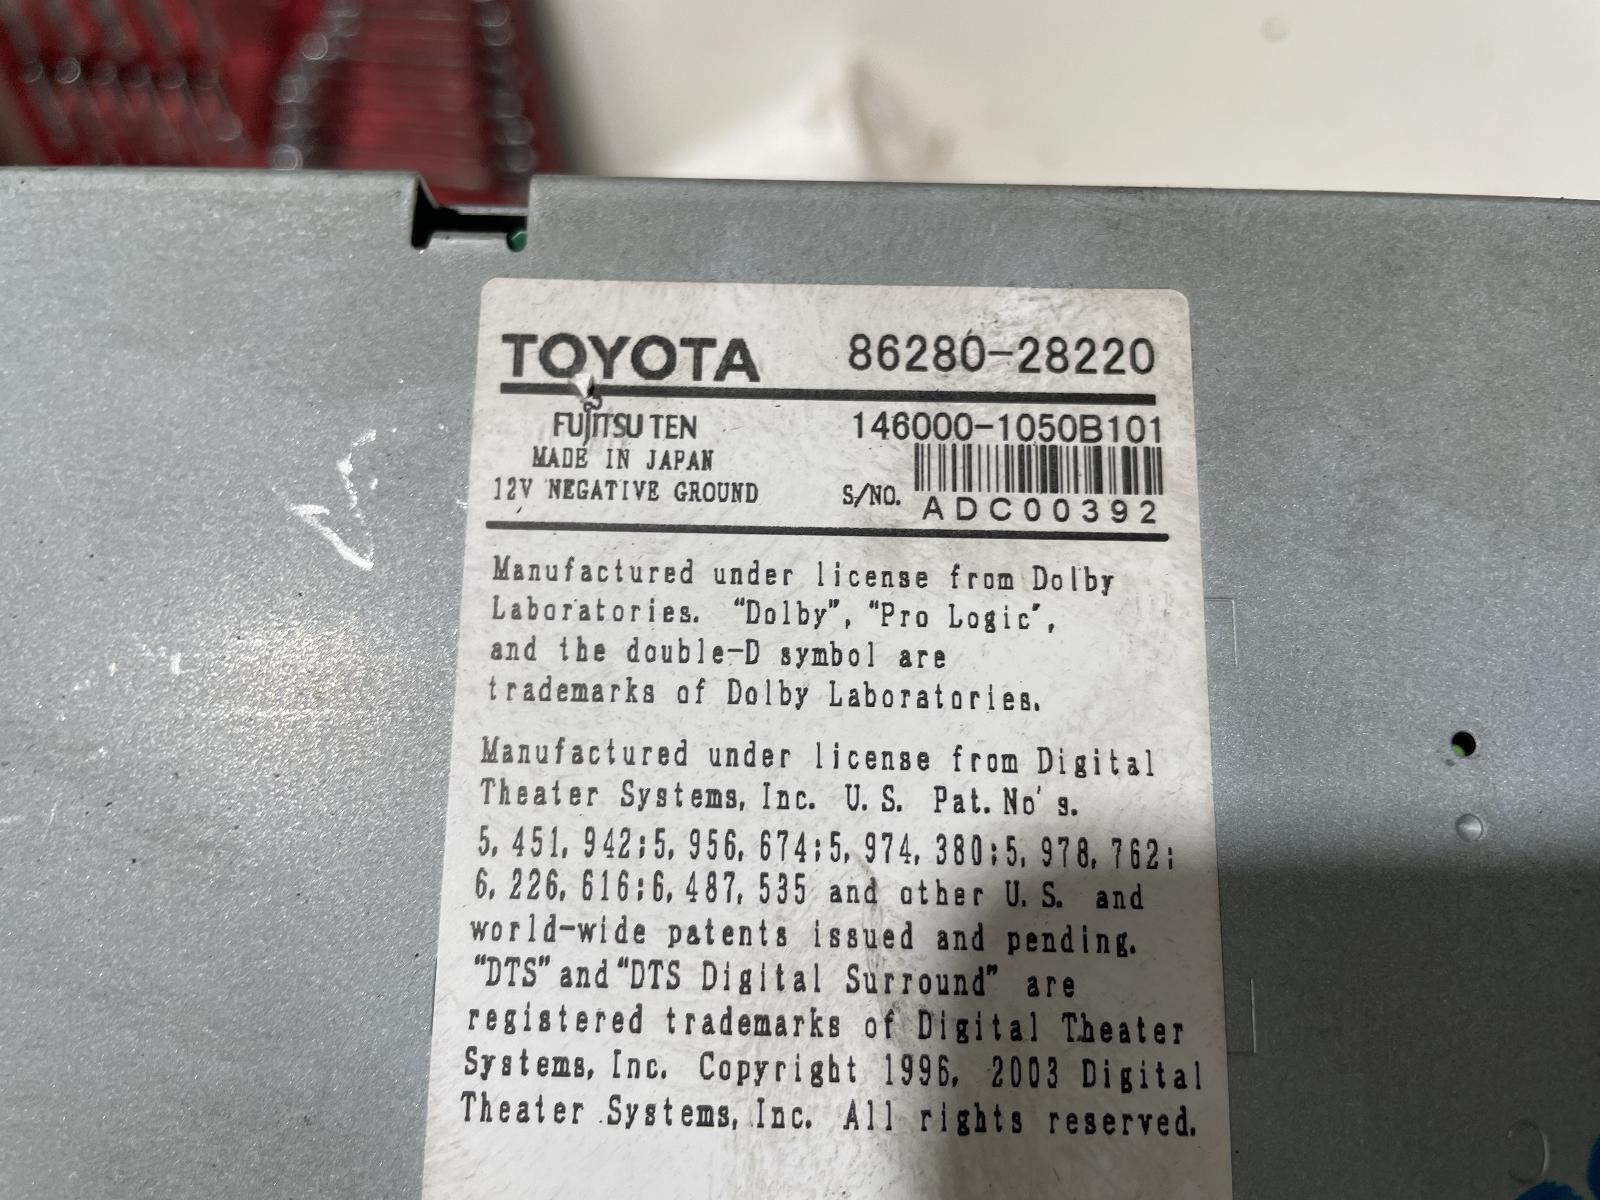 TOYOTA 86280-28220
FUJITSU TEN 146000-1050B101
MADE IN JAPAN
12V NEGATIVE GROUND S/NO. ADC00392
Manufactured under license from Dolby
Laboratories. “Dolby”, “Pro Logic”,
and the double-D symbol are
trademarks of Dolby Laboratories.
Manufactured under license from Digital
Theater Systems, Inc. U.S. Pat.No's.
5,451,942;5,956,674;5,974,380;5,978,762;
6,226,616;6,487,535 and other U.S. and
world-wide patents issued and pending.
“DTS” and “DTS Digital Surround” are
registered trademarks of Digital Theater
Systems, Inc. Copyright 1996, 2003 Digital
Theater Systems, Inc. All rights reserved.